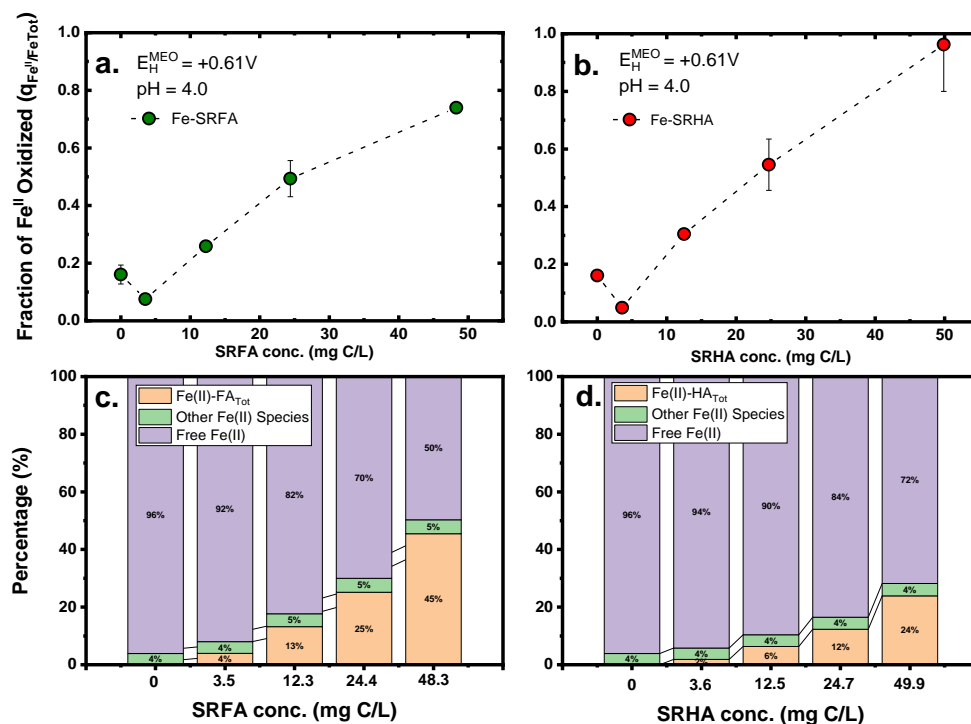 a.
E_H^MEO = +0.61V
pH = 4.0
Fe-SRFA
Fraction of Fe^II Oxidized (q_Fe^II/FeTot)
1.0
0.8
0.6
0.4
0.2
0.0
0 10 20 30 40 50
SRFA conc. (mg C/L)
b.
E_H^MEO = +0.61V
pH = 4.0
Fe-SRHA
1.0
0.8
0.6
0.4
0.2
0.0
0 10 20 30 40 50
SRHA conc. (mg C/L)
c.
Fe(II)-FA_Tot
Other Fe(II) Species
Free Fe(II)
Percentage (%)
100
80
60
40
20
0
96% 92% 82% 70% 50%
4% 4% 5% 5% 5%
4% 13% 25% 45%
0 3.5 12.3 24.4 48.3
SRFA conc. (mg C/L)
d.
Fe(II)-HA_Tot
Other Fe(II) Species
Free Fe(II)
100
80
60
40
20
0
96% 94% 90% 84% 72%
4% 4% 4% 4% 4%
2% 6% 12% 24%
0 3.6 12.5 24.7 49.9
SRHA conc. (mg C/L)